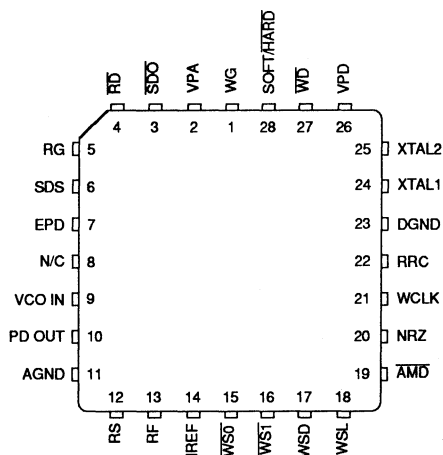 RD SDO VPA WG SOFT/HARD WD VPD
4 3 2 1 28 27 26
RG 5 25 XTAL2
SDS 6 24 XTAL1
EPD 7 23 DGND
N/C 8 22 RRC
VCO IN 9 21 WCLK
PD OUT 10 20 NRZ
AGND 11 19 AMD
12 13 14 15 16 17 18
RS RF IREF WS0 WS1 WSD WSL